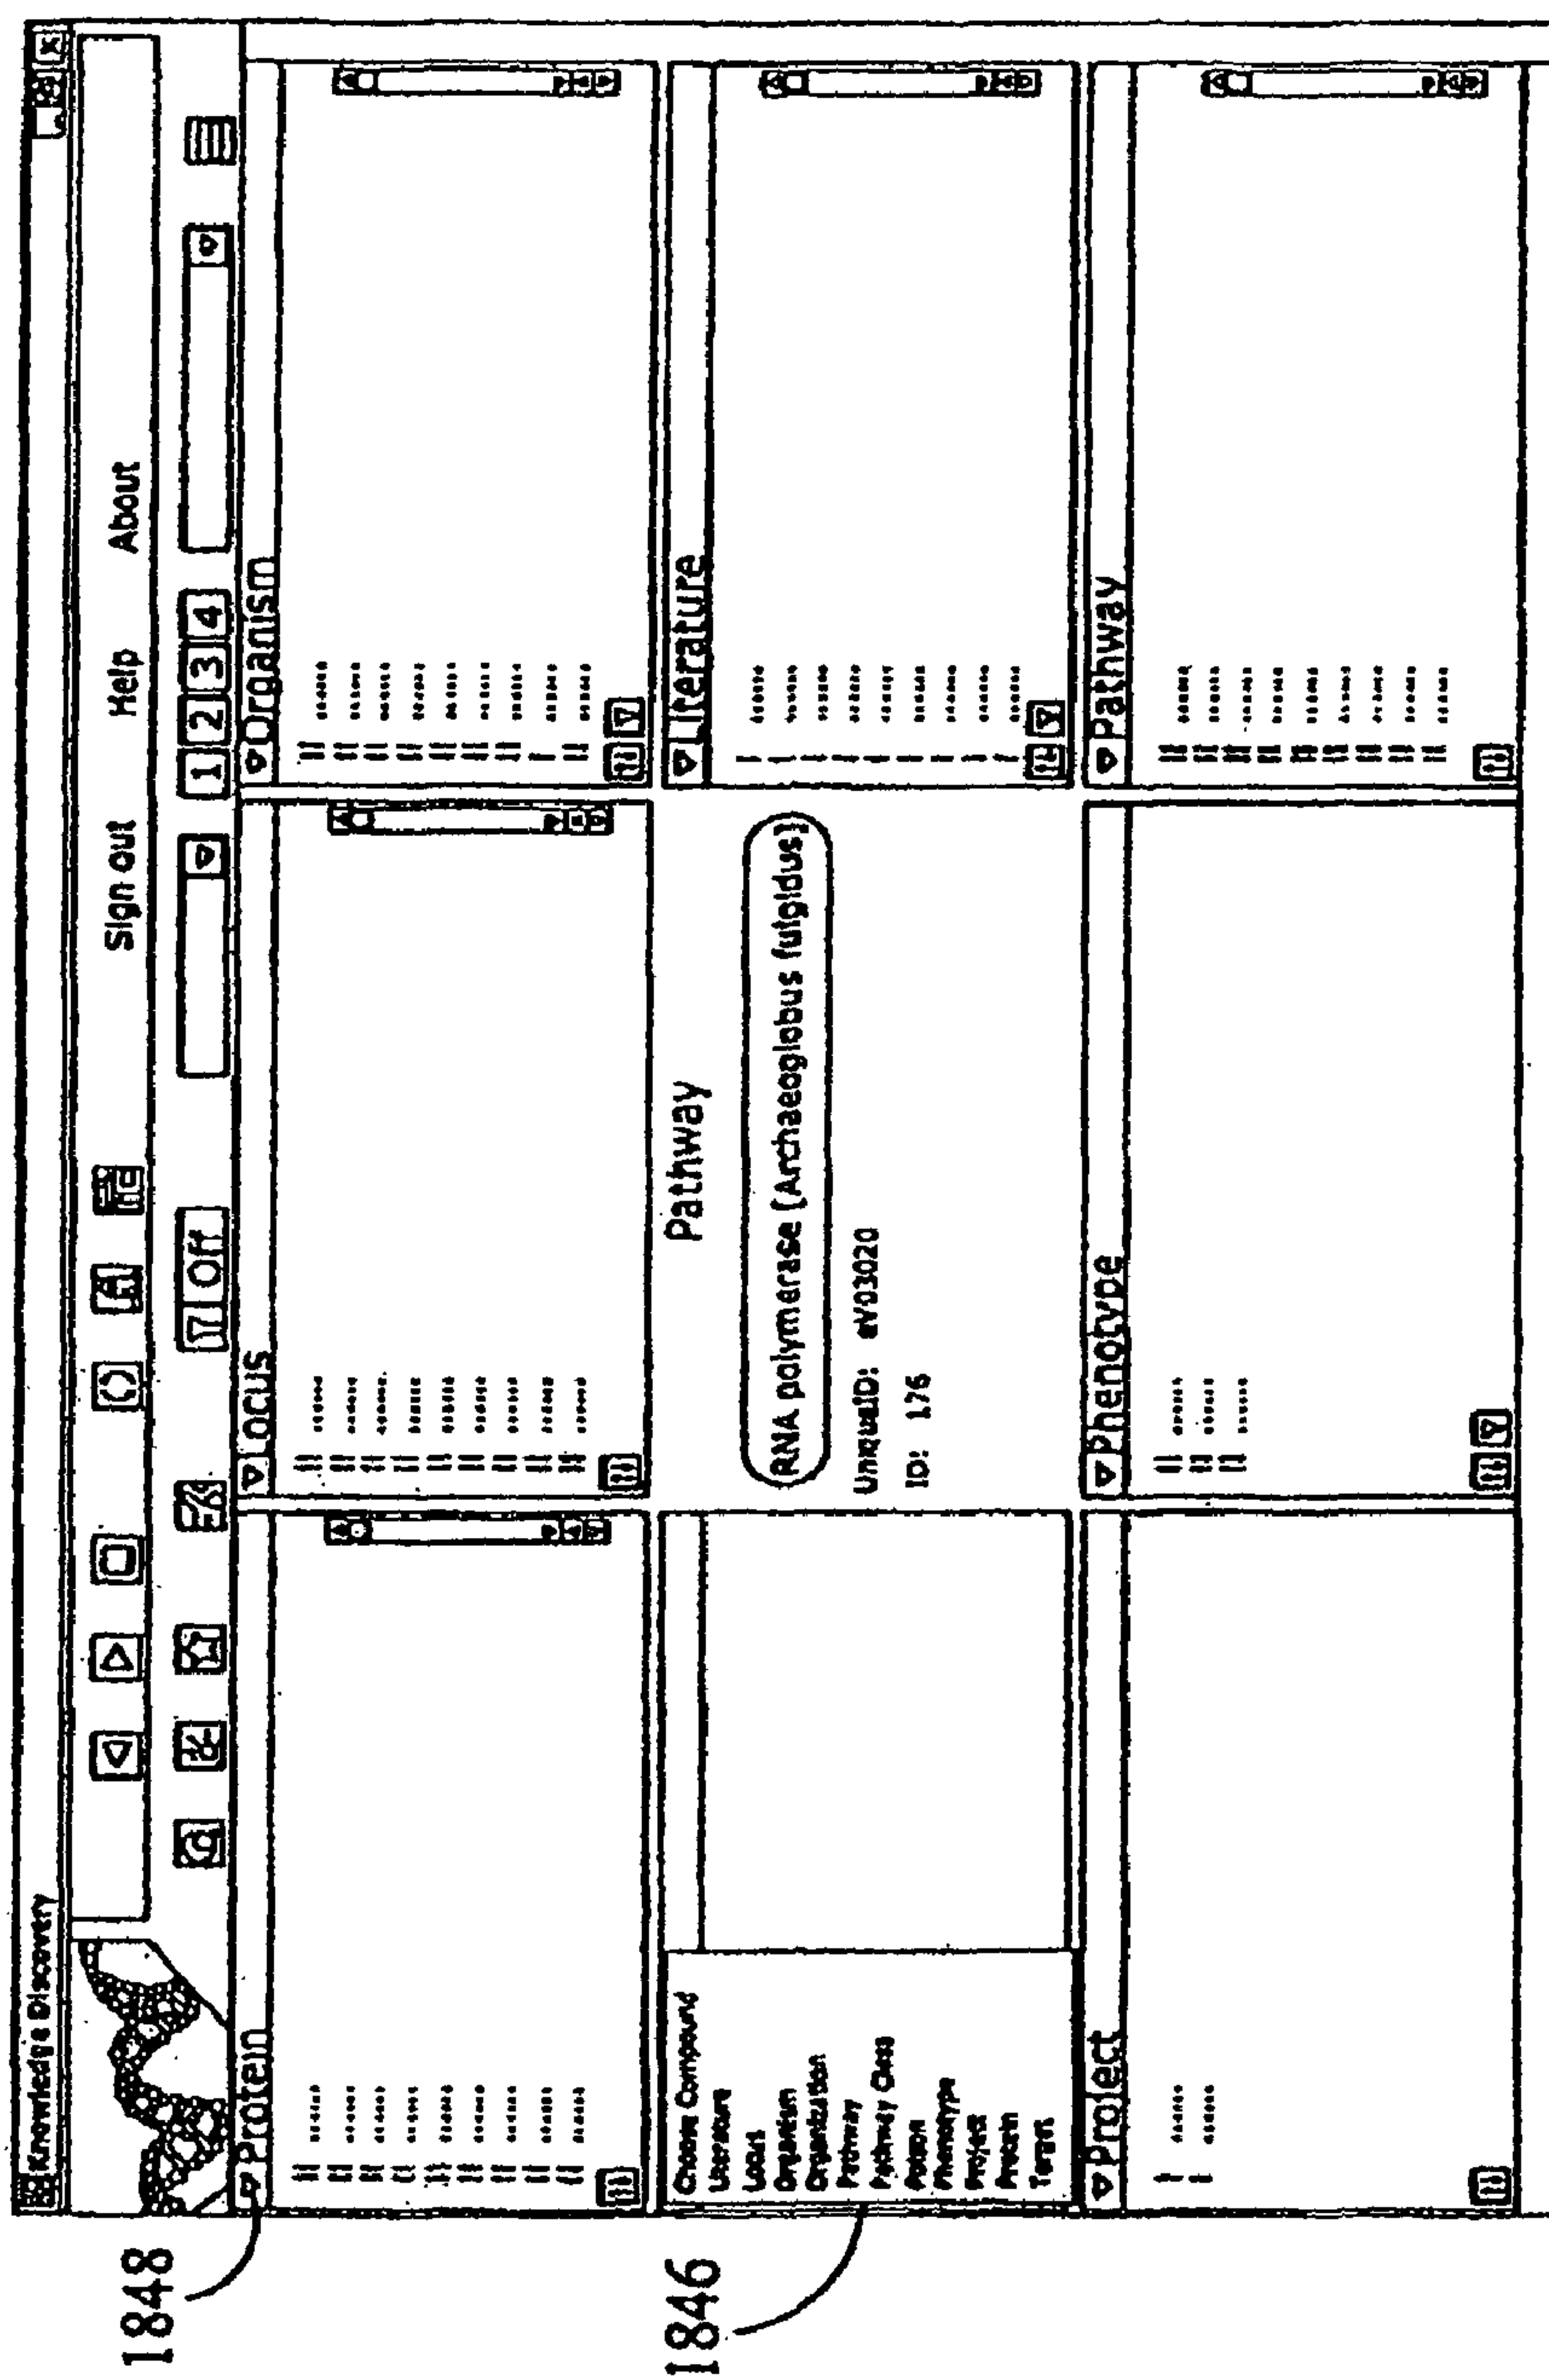 Knowledge Discovery
Sign out Help About
Off 1 2 3 4
Protein
Locus
Organism
Choose Compound
Literature
Locus
Organism
Organization
Pathway
Pathway Class
Person
Phenotype
Project
Protein
Target
Pathway
RNA polymerase [Archaeoglobus fulgidus]
UniqueID: eV03020
ID: 176
Literature
Project
Phenotype
Pathway
1848
1846